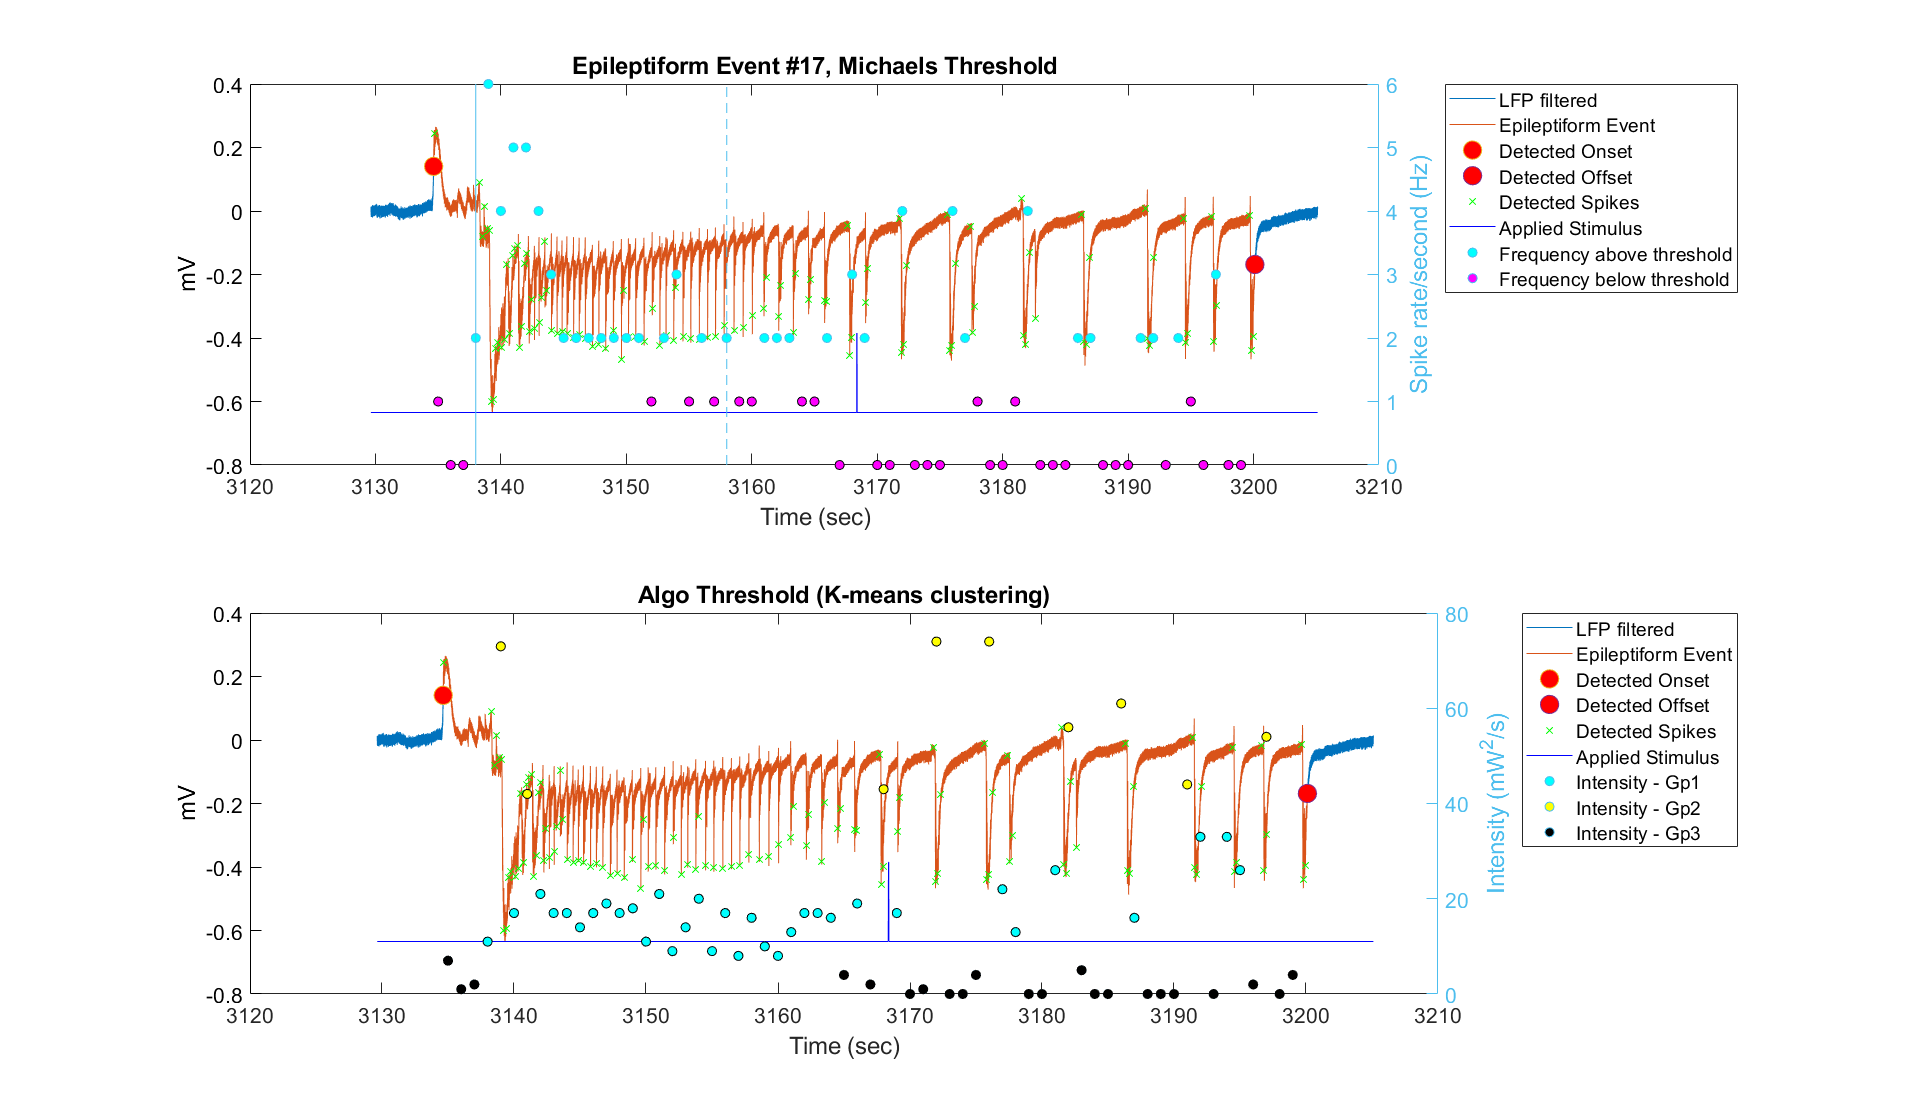 Epileptiform Event #17, Michaels Threshold
0.4
0.2
0
-0.2
-0.4
-0.6
-0.8
mV
3120 3130 3140 3150 3160 3170 3180 3190 3200 3210
Time (sec)
6
5
4
3
2
1
0
Spike rate/second (Hz)
LFP filtered
Epileptiform Event
Detected Onset
Detected Offset
Detected Spikes
Applied Stimulus
Frequency above threshold
Frequency below threshold
Algo Threshold (K-means clustering)
0.4
0.2
0
-0.2
-0.4
-0.6
-0.8
mV
3120 3130 3140 3150 3160 3170 3180 3190 3200 3210
Time (sec)
80
60
40
20
0
Intensity (mW²/s)
LFP filtered
Epileptiform Event
Detected Onset
Detected Offset
Detected Spikes
Applied Stimulus
Intensity - Gp1
Intensity - Gp2
Intensity - Gp3